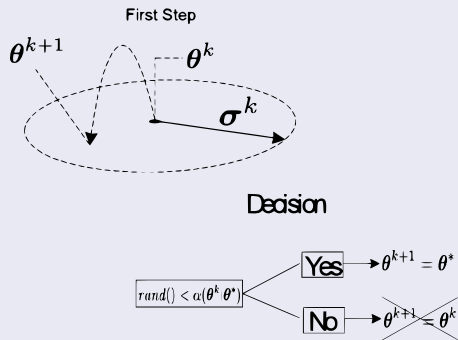 First Step
θ^{k+1}
θ^k
σ^k
Decision
rand() < α(θ^k|θ*)
Yes
θ^{k+1} = θ*
No
θ^{k+1} = θ^k